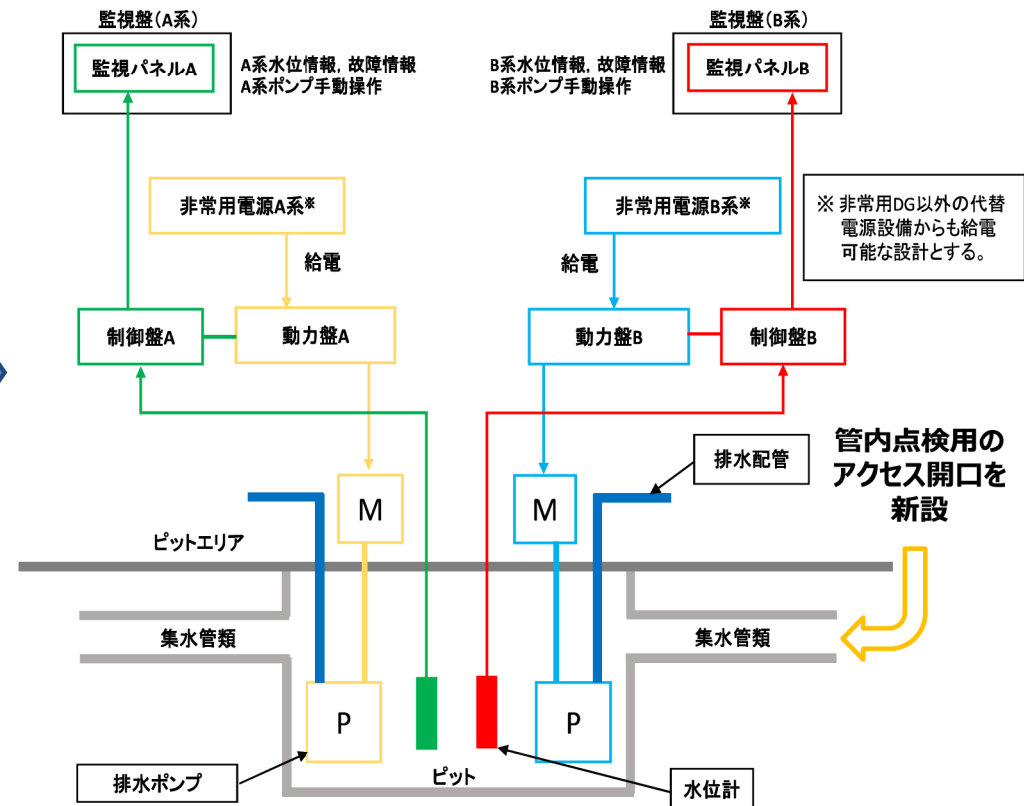 監視盤(A系)
監視パネルA
A系水位情報, 故障情報
A系ポンプ手動操作
監視盤(B系)
監視パネルB
B系水位情報, 故障情報
B系ポンプ手動操作
非常用電源A系※
非常用電源B系※
※ 非常用DG以外の代替
電源設備からも給電
可能な設計とする。
給電
給電
制御盤A
動力盤A
動力盤B
制御盤B
排水配管
管内点検用の
アクセス開口を
新設
M
M
ピットエリア
集水管類
集水管類
P
P
ピット
排水ポンプ
水位計